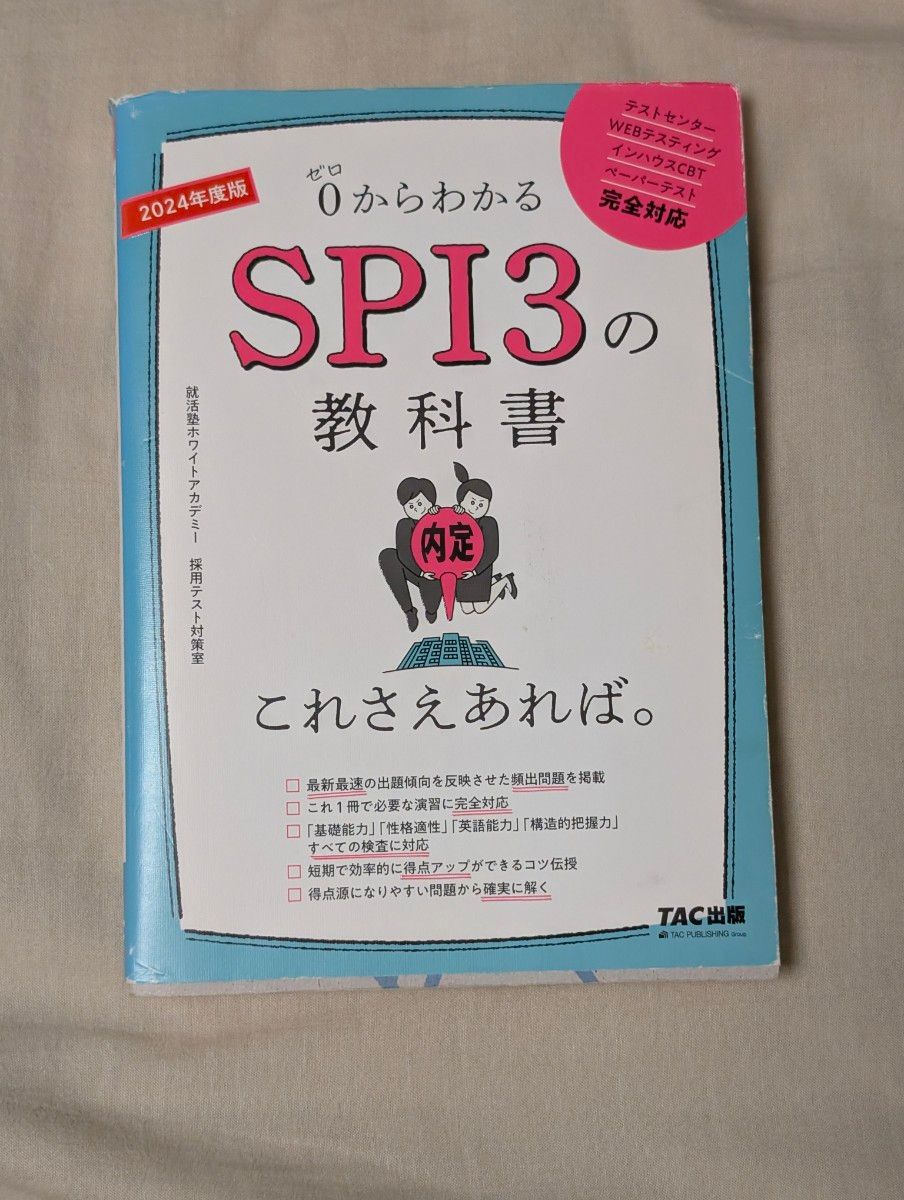 テストセンター
WEBテスティング
インハウスCBT
ペーパーテスト
完全対応
2024年度版
ゼロ
0からわかる
SPI3の
教科書
就活塾ホワイトアカデミー 採用テスト対策室
内定
これさえあれば。
□ 最新最速の出題傾向を反映させた頻出問題を掲載
□ これ1冊で必要な演習に完全対応
□ 「基礎能力」「性格適性」「英語能力」「構造的把握力」
すべての検査に対応
□ 短期で効率的に得点アップができるコツ伝授
□ 得点源になりやすい問題から確実に解く
TAC出版
TAC PUBLISHING Group